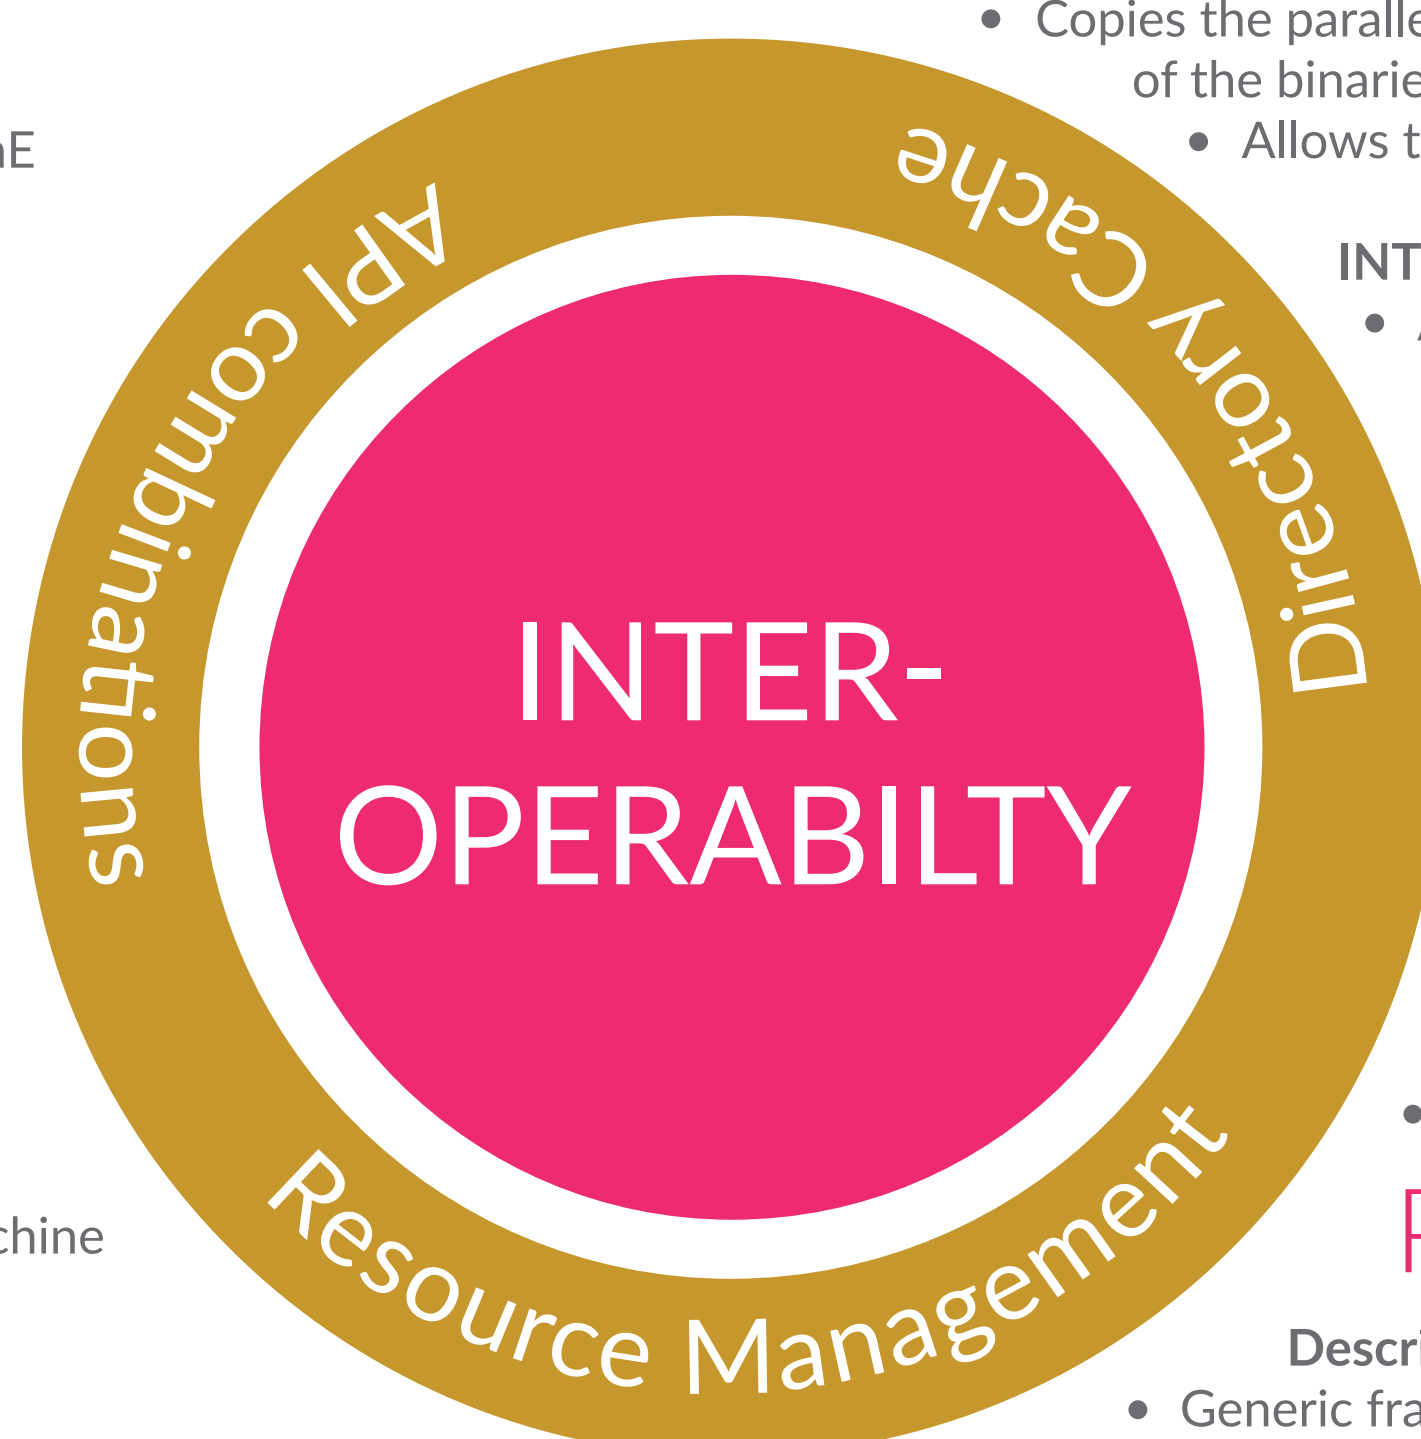 Copies the paralle
of the binarie
Allows t
nE
INT
API combinations
Directory Cache
INTER-
OPERABILTY
Resource Management
chine
Descri
Generic fra